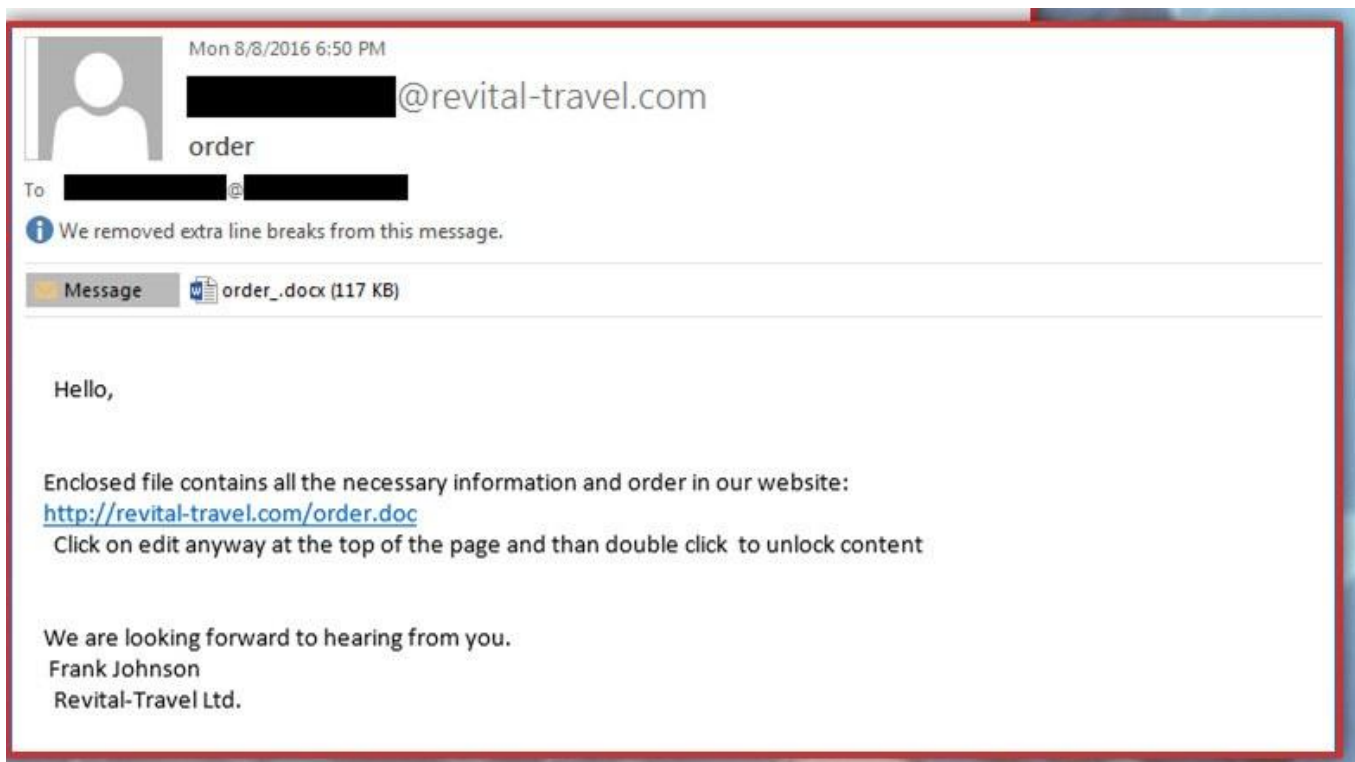 Mon 8/8/2016 6:50 PM
@revital-travel.com
order
To @
We removed extra line breaks from this message.
Message order_.docx (117 KB)
Hello,
Enclosed file contains all the necessary information and order in our website:
http://revital-travel.com/order.doc
Click on edit anyway at the top of the page and than double click to unlock content
We are looking forward to hearing from you.
Frank Johnson
Revital-Travel Ltd.